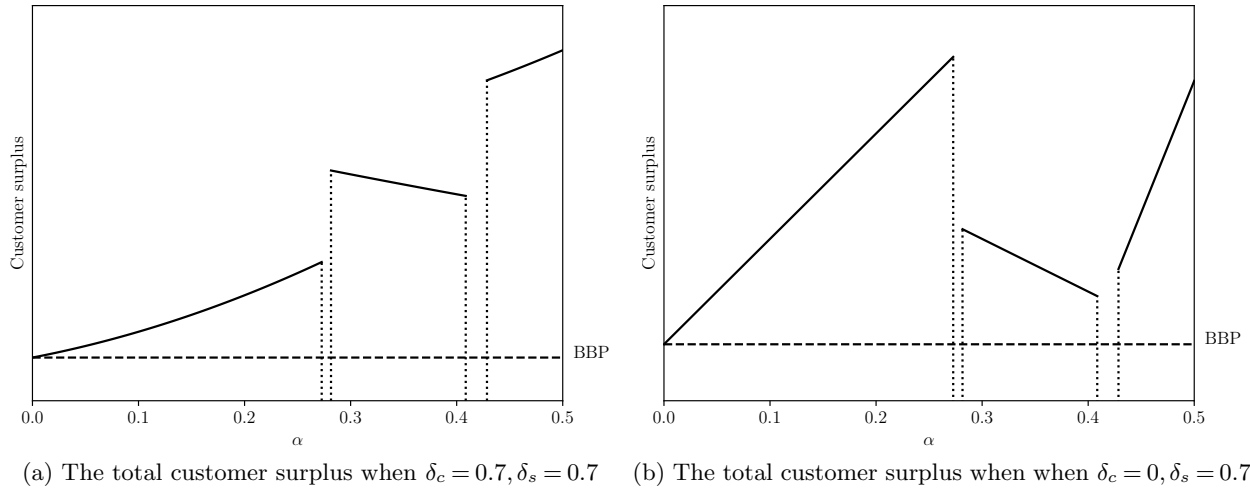 Customer surplus
BBP
0.0 0.1 0.2 0.3 0.4 0.5
α
(a) The total customer surplus when δc = 0.7, δs = 0.7
Customer surplus
BBP
0.0 0.1 0.2 0.3 0.4 0.5
α
(b) The total customer surplus when when δc = 0, δs = 0.7